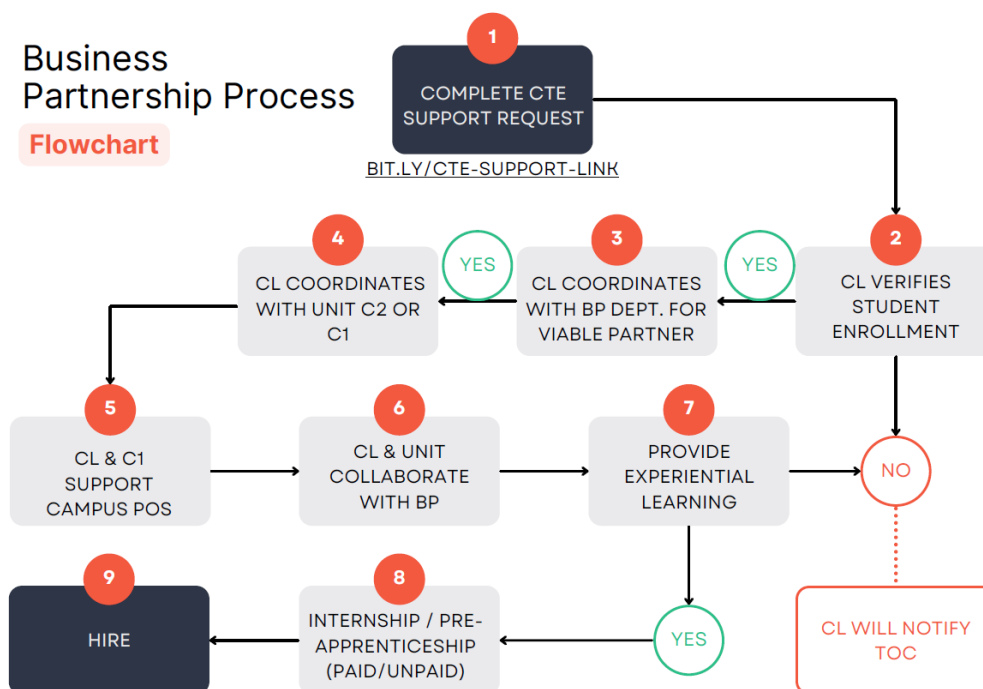 Business
Partnership Process
Flowchart
1
COMPLETE CTE
SUPPORT REQUEST
BIT.LY/CTE-SUPPORT-LINK
2
CL VERIFIES
STUDENT
ENROLLMENT
YES
3
CL COORDINATES
WITH BP DEPT. FOR
VIABLE PARTNER
YES
4
CL COORDINATES
WITH UNIT C2 OR
C1
5
CL & C1
SUPPORT
CAMPUS POS
6
CL & UNIT
COLLABORATE
WITH BP
7
PROVIDE
EXPERIENTIAL
LEARNING
NO
CL WILL NOTIFY
TOC
YES
8
INTERNSHIP / PRE-
APPRENTICESHIP
(PAID/UNPAID)
9
HIRE